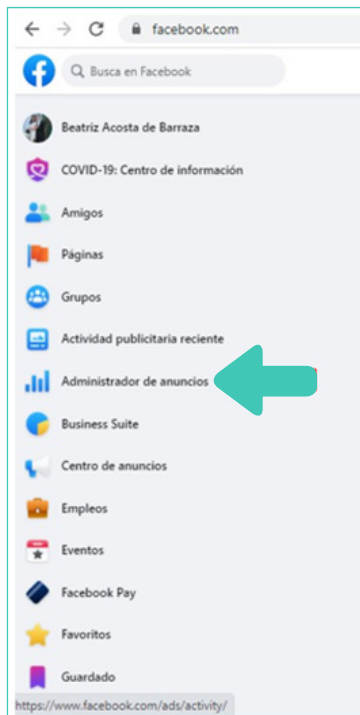 facebook.com
Busca en Facebook
Beatriz Acosta de Barraza
COVID-19: Centro de información
Amigos
Páginas
Grupos
Actividad publicitaria reciente
Administrador de anuncios
Business Suite
Centro de anuncios
Empleos
Eventos
Facebook Pay
Favoritos
Guardado
https://www.facebook.com/ads/activity/